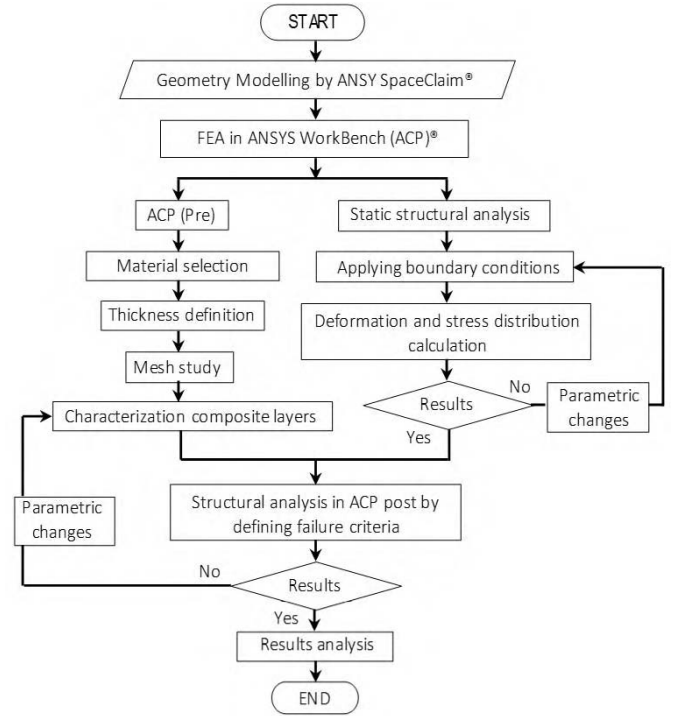 START
Geometry Modelling by ANSY SpaceClaim®
FEA in ANSYS WorkBench (ACP)®
ACP (Pre)
Static structural analysis
Material selection
Applying boundary conditions
Thickness definition
Deformation and stress distribution
calculation
Mesh study
Results
No
Parametric
changes
Yes
Characterization composite layers
Structural analysis in ACP post by
defining failure criteria
Parametric
changes
No
Results
Yes
Results analysis
END